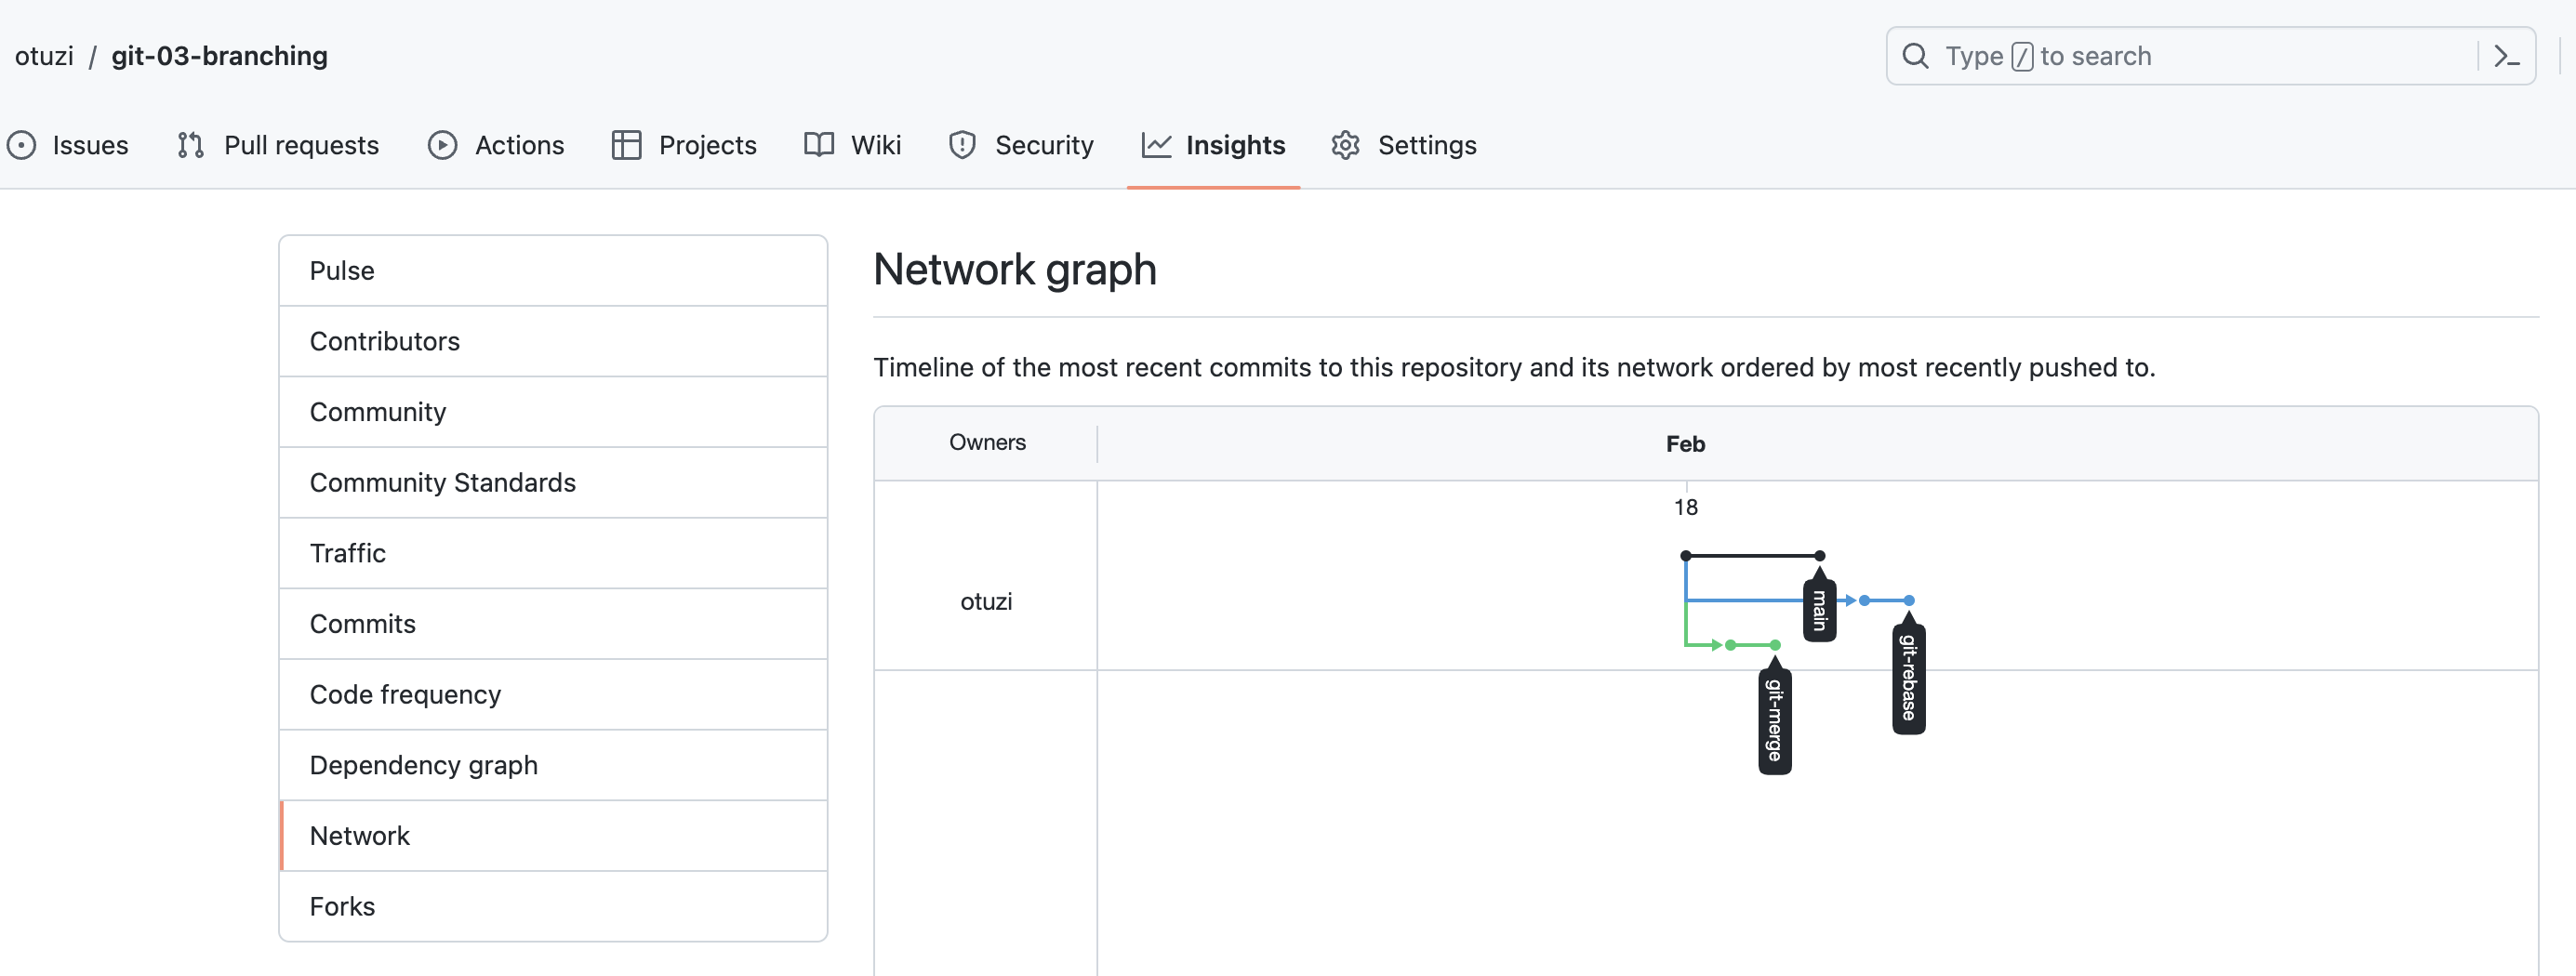 otuzi / git-03-branching
Type / to search
Issues
Pull requests
Actions
Projects
Wiki
Security
Insights
Settings
Pulse
Contributors
Community
Community Standards
Traffic
Commits
Code frequency
Dependency graph
Network
Forks
Network graph
Timeline of the most recent commits to this repository and its network ordered by most recently pushed to.
Owners
Feb
18
otuzi
main
git-rebase
git-merge